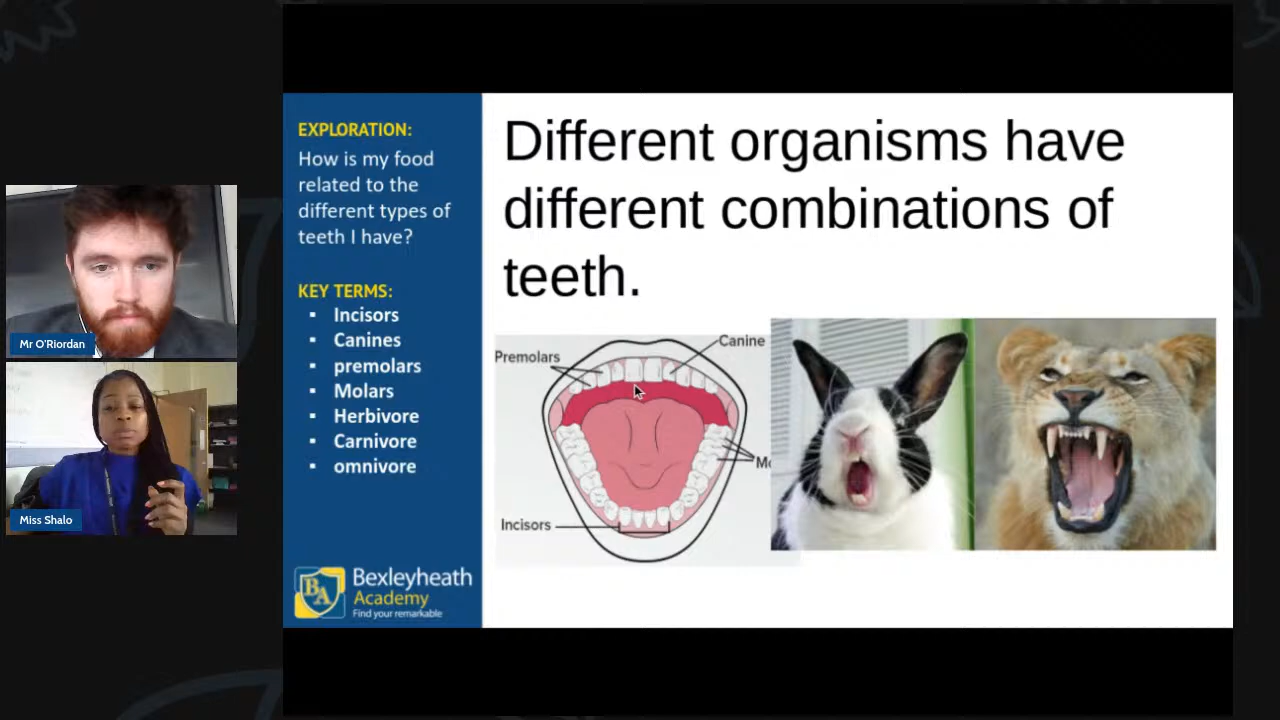 EXPLORATION:
How is my food
related to the
different types of
teeth I have?
KEY TERMS:
▪ Incisors
▪ Canines
▪ premolars
▪ Molars
▪ Herbivore
▪ Carnivore
▪ omnivore
BA
Bexleyheath
Academy
Find your remarkable
Different organisms have
different combinations of
teeth.
Premolars
Canine
Mo
Incisors
Mr O'Riordan
Miss Shalo